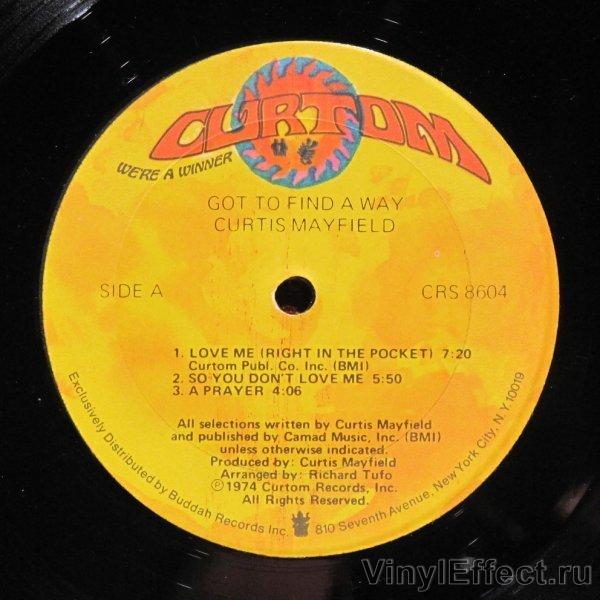 CURTOM
WE'RE A WINNER
GOT TO FIND A WAY
CURTIS MAYFIELD
SIDE A
CRS 8604
1. LOVE ME (RIGHT IN THE POCKET) 7:20
Curtom Publ. Co. Inc. (BMI)
2. SO YOU DON'T LOVE ME 5:50
3. A PRAYER 4:06
All selections written by Curtis Mayfield
and published by Camad Music, Inc. (BMI)
unless otherwise indicated.
Produced by: Curtis Mayfield
Arranged by: Richard Tufo
Ⓟ1974 Curtom Records, Inc.
All Rights Reserved.
Exclusively Distributed by Buddah Records Inc. 810 Seventh Avenue, New York City, N.Y. 10019
VinylEffect.ru